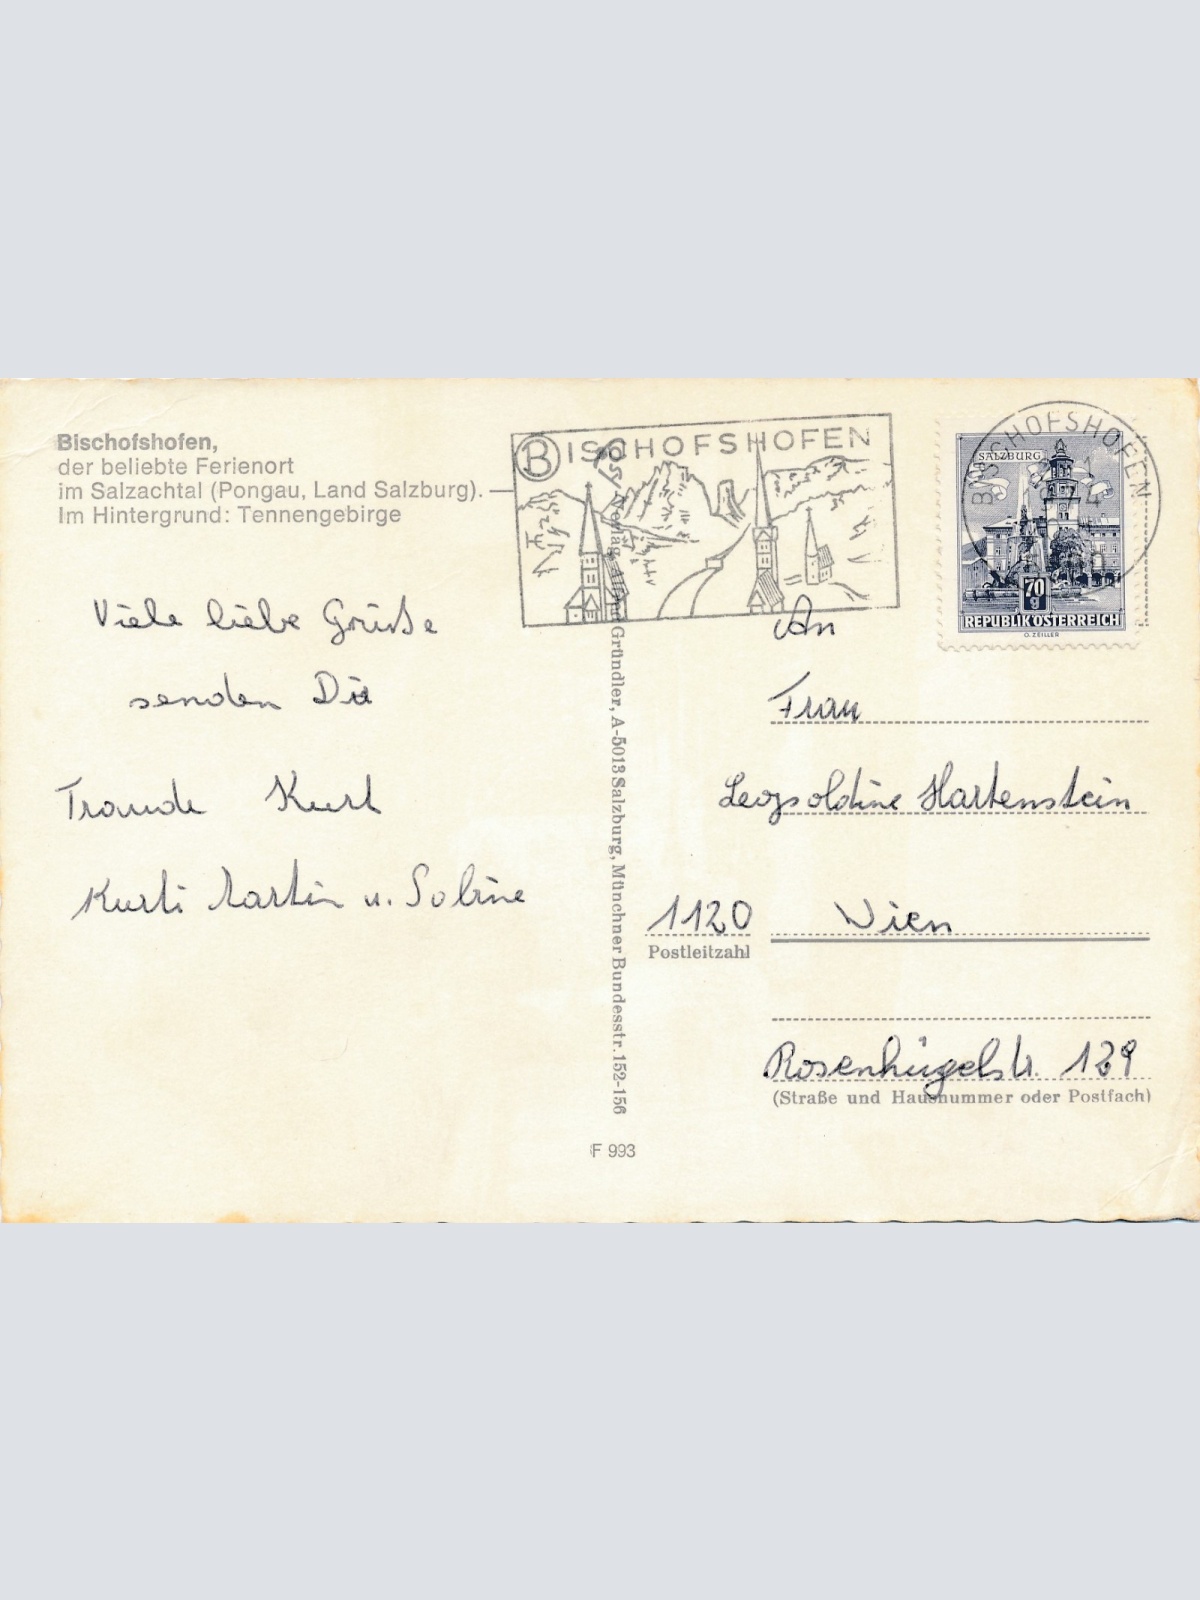 Bischofshofen,
der beliebte Ferienort
im Salzachtal (Pongau, Land Salzburg).
Im Hintergrund: Tennengebirge
Viele liebe Grüße
senden Dir
Traude Kurt
Kurti Martin u. Sabine
BISCHOFSHOFEN
BISCHOFSHOFEN
SALZBURG
70
g
REPUBLIK ÖSTERREICH
O. ZEILLER
Verlag Gründler, A-5013 Salzburg, Münchner Bundesstr. 152-156
F 993
An
Frau
Leopoldine Hartenstein
1120 Wien
Postleitzahl
Rosenhügelstr. 129
(Straße und Hausnummer oder Postfach)